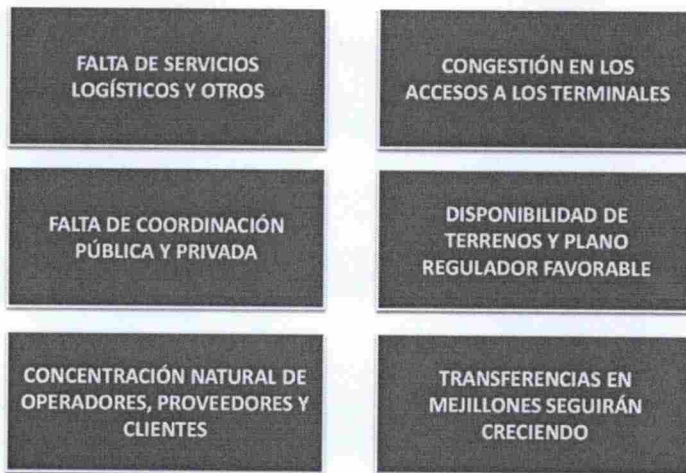 FALTA DE SERVICIOS
LOGÍSTICOS Y OTROS
CONGESTIÓN EN LOS
ACCESOS A LOS TERMINALES
FALTA DE COORDINACIÓN
PÚBLICA Y PRIVADA
DISPONIBILIDAD DE
TERRENOS Y PLANO
REGULADOR FAVORABLE
CONCENTRACIÓN NATURAL DE
OPERADORES, PROVEEDORES Y
CLIENTES
TRANSFERENCIAS EN
MEJILLONES SEGUIRÁN
CRECIENDO